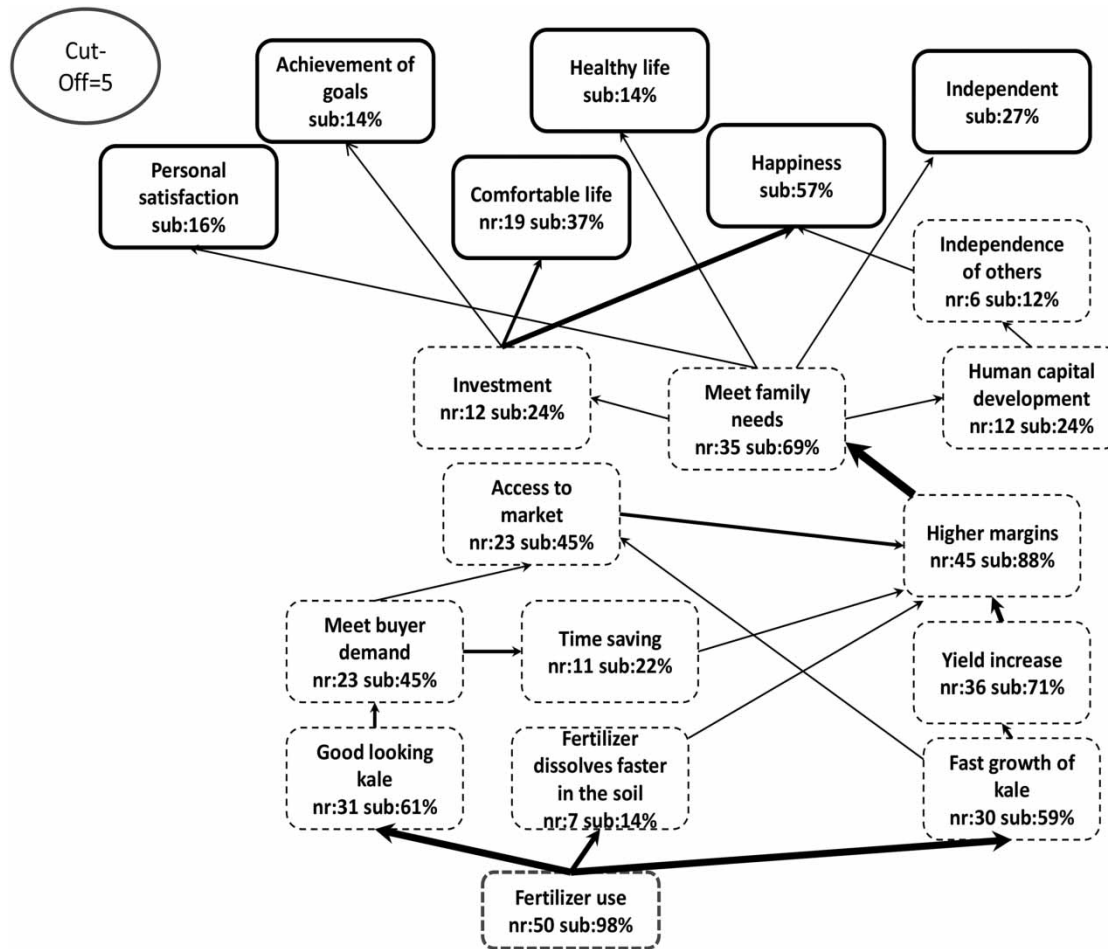 Cut-
Off=5
Achievement of
goals
sub:14%
Healthy life
sub:14%
Independent
sub:27%
Personal
satisfaction
sub:16%
Comfortable life
nr:19 sub:37%
Happiness
sub:57%
Independence
of others
nr:6 sub:12%
Investment
nr:12 sub:24%
Meet family
needs
nr:35 sub:69%
Human capital
development
nr:12 sub:24%
Access to
market
nr:23 sub:45%
Higher margins
nr:45 sub:88%
Meet buyer
demand
nr:23 sub:45%
Time saving
nr:11 sub:22%
Yield increase
nr:36 sub:71%
Good looking
kale
nr:31 sub:61%
Fertilizer
dissolves faster
in the soil
nr:7 sub:14%
Fast growth of
kale
nr:30 sub:59%
Fertilizer use
nr:50 sub:98%